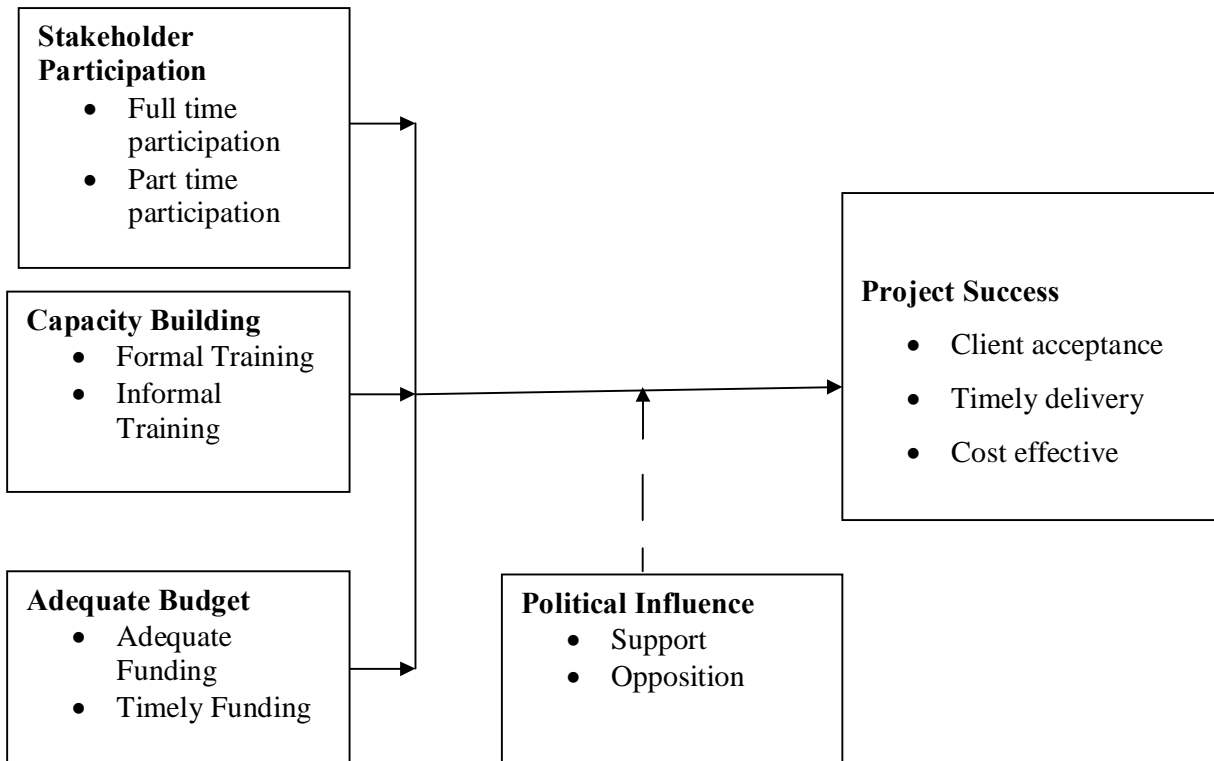 Stakeholder
Participation
• Full time
participation
• Part time
participation
Capacity Building
• Formal Training
• Informal
Training
Adequate Budget
• Adequate
Funding
• Timely Funding
Political Influence
• Support
• Opposition
Project Success
• Client acceptance
• Timely delivery
• Cost effective